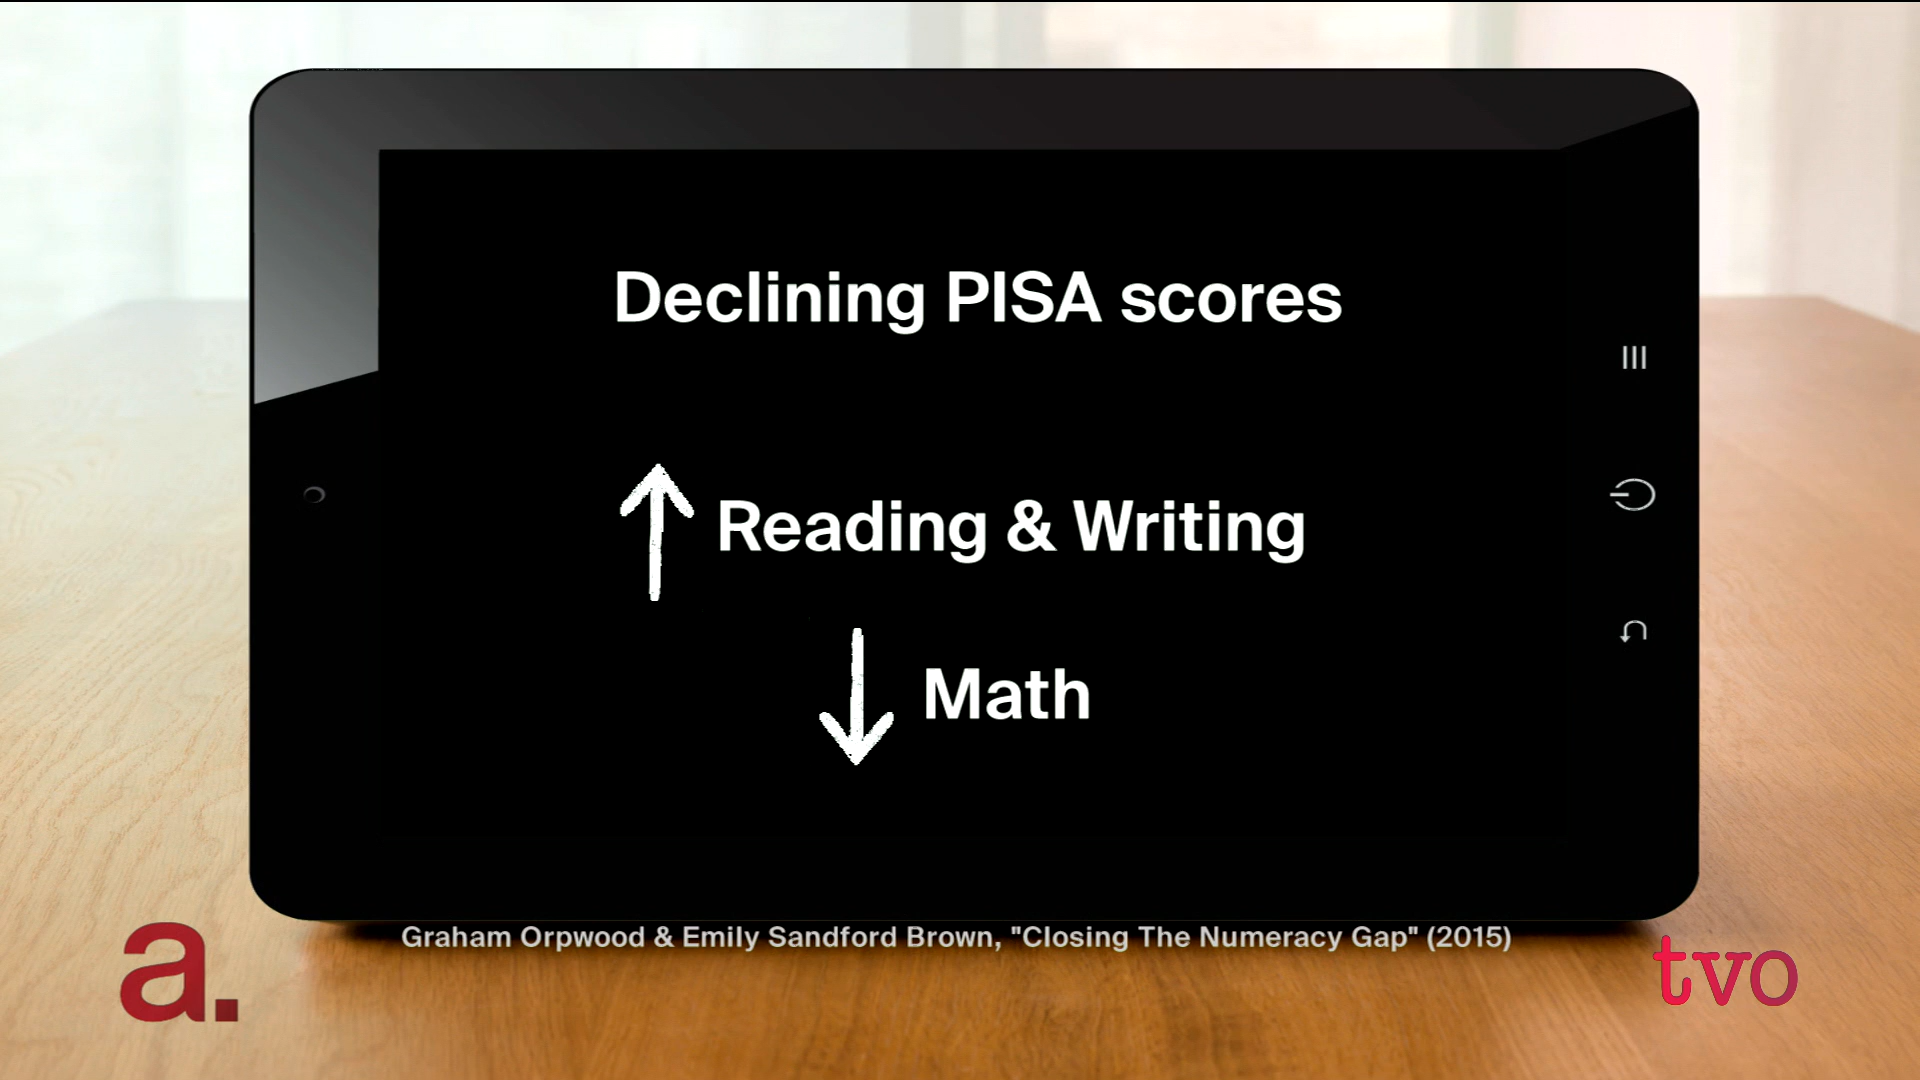 Declining PISA scores
Reading & Writing
Math
Graham Orpwood & Emily Sandford Brown, "Closing The Numeracy Gap" (2015)
a.
tvo